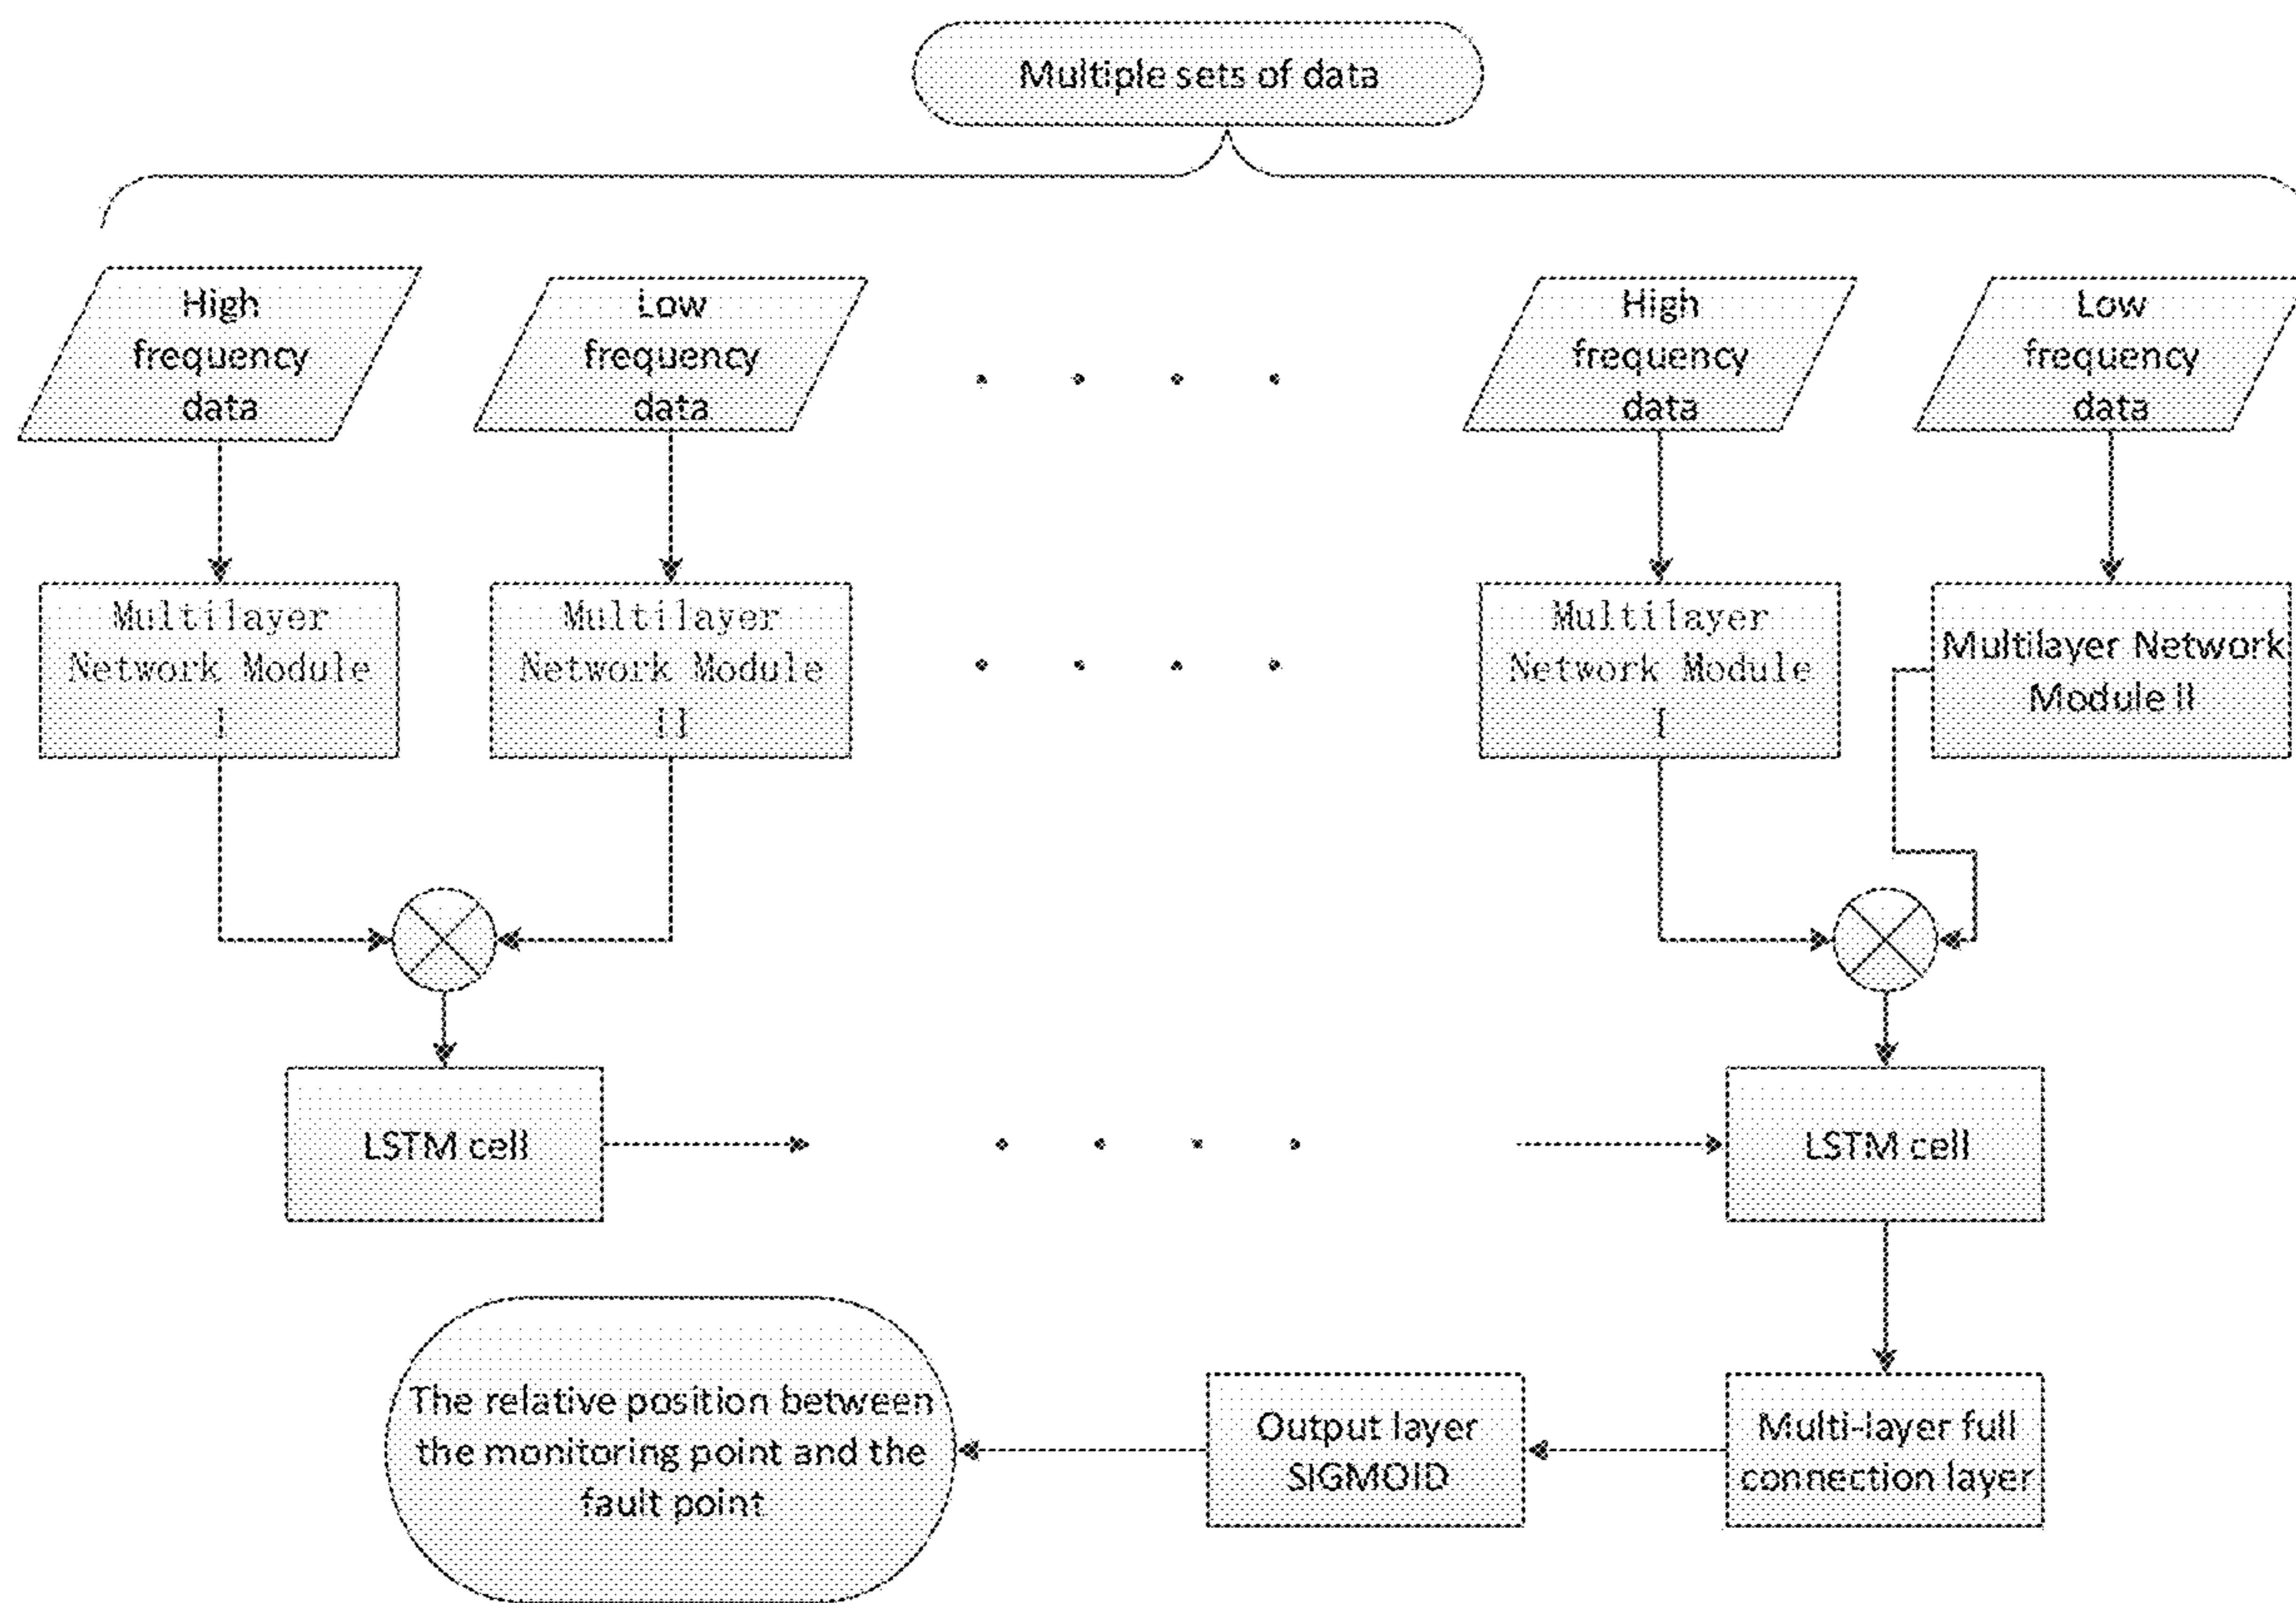 Multiple sets of data
High
frequency
data
Low
frequency
data
High
frequency
data
Low
frequency
data
Multilayer
Network Module
I
Multilayer
Network Module
II
Multilayer
Network Module
I
Multilayer Network
Module II
LSTM cell
LSTM cell
The relative position between
the monitoring point and the
fault point
Output layer
SIGMOID
Multi-layer full
connection layer